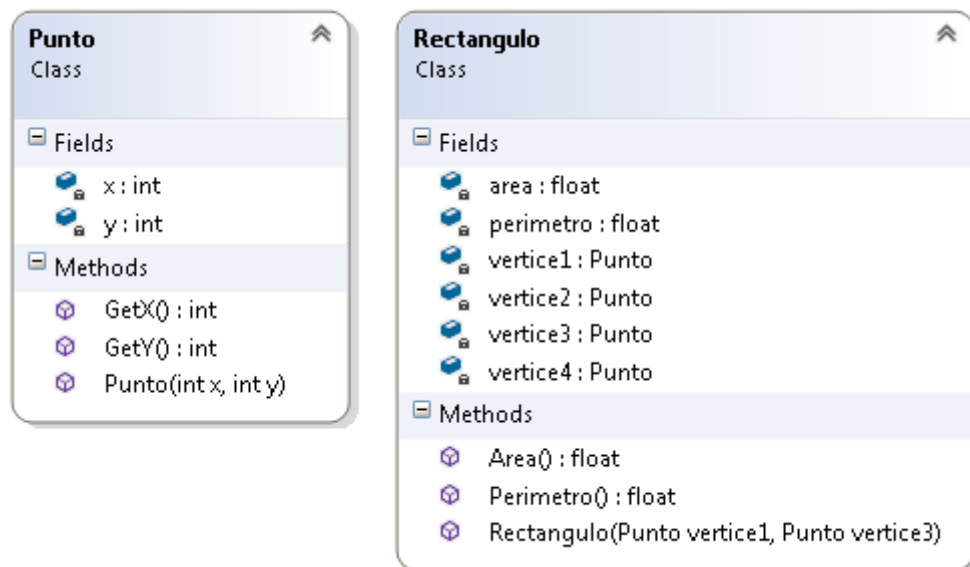 Punto
Class
Fields
x : int
y : int
Methods
GetX() : int
GetY() : int
Punto(int x, int y)
Rectangulo
Class
Fields
area : float
perimetro : float
vertice1 : Punto
vertice2 : Punto
vertice3 : Punto
vertice4 : Punto
Methods
Area() : float
Perimetro() : float
Rectangulo(Punto vertice1, Punto vertice3)